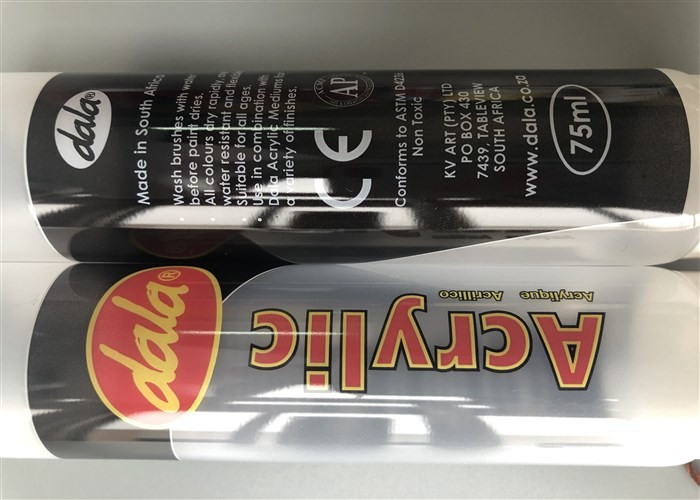 dala®
Made in South Africa
Wash brushes with water
before paint dries.
All colours dry rapidly, are
water resistant and flexible
Suitable for all ages.
• Use in combination with
Dala Acrylic Mediums for
a variety of finishes.
AP
CE
Conforms to ASTM D4236
Non Toxic
KV ART (PTY) LTD
PO BOX 430
7439, TABLEVIEW
SOUTH AFRICA
www.dala.co.za
75ml
dala®
Acrylic
Acrylique
Acrillico